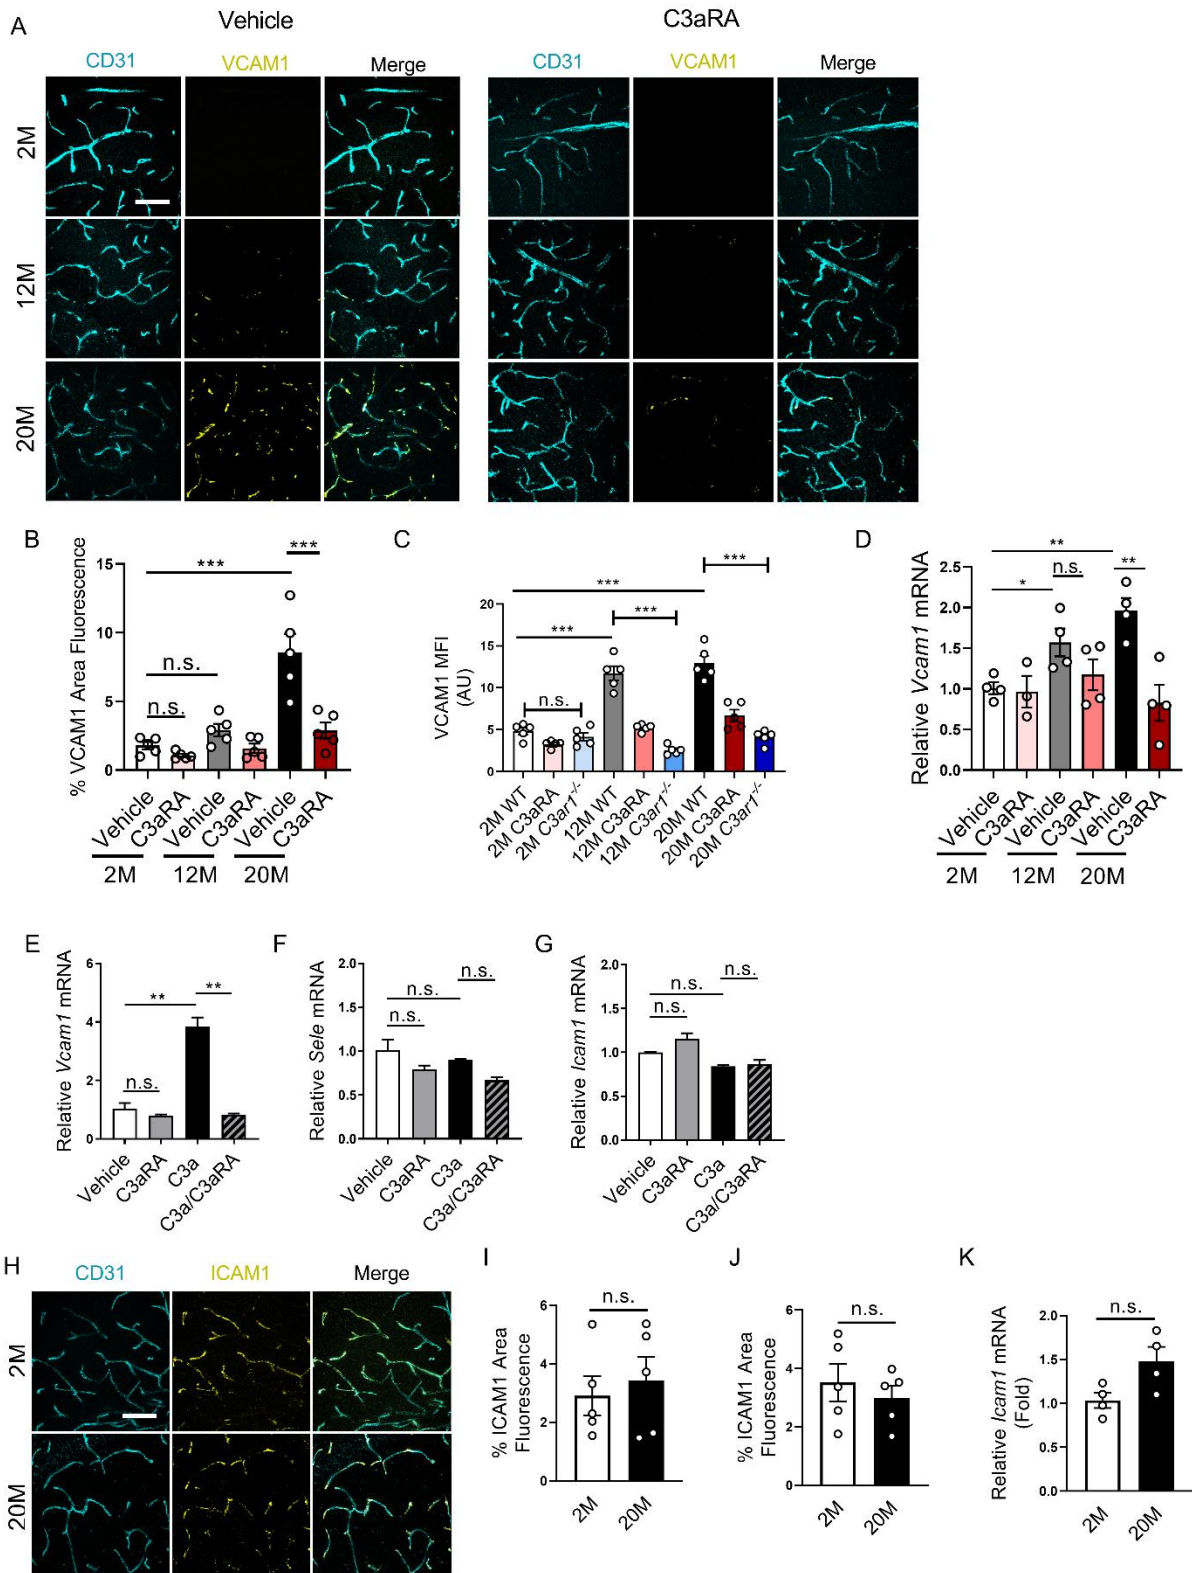 A
Vehicle
C3aRA
CD31
VCAM1
Merge
CD31
VCAM1
Merge
2M
12M
20M
B
% VCAM1 Area Fluorescence
15
10
5
0
***
***
n.s.
n.s.
Vehicle
C3aRA
Vehicle
C3aRA
Vehicle
C3aRA
2M
12M
20M
C
VCAM1 MFI
(AU)
20
15
10
5
0
***
***
***
***
n.s.
2M WT
2M C3aRA
2M C3ar1-/-
12M WT
12M C3aRA
12M C3ar1-/-
20M WT
20M C3aRA
20M C3ar1-/-
D
Relative Vcam1 mRNA
2.5
2.0
1.5
1.0
0.5
0.0
**
*
n.s.
**
Vehicle
C3aRA
Vehicle
C3aRA
Vehicle
C3aRA
2M
12M
20M
E
Relative Vcam1 mRNA
6
4
2
0
**
**
n.s.
Vehicle
C3aRA
C3a
C3a/C3aRA
F
Relative Sele mRNA
2.0
1.5
1.0
0.5
0.0
n.s.
n.s.
n.s.
Vehicle
C3aRA
C3a
C3a/C3aRA
G
Relative Icam1 mRNA
2.0
1.5
1.0
0.5
0.0
n.s.
n.s.
n.s.
Vehicle
C3aRA
C3a
C3a/C3aRA
H
CD31
ICAM1
Merge
2M
20M
I
% ICAM1 Area
Fluorescence
6
4
2
0
n.s.
2M
20M
J
% ICAM1 Area
Fluorescence
6
4
2
0
n.s.
2M
20M
K
Relative Icam1 mRNA
(Fold)
2.0
1.5
1.0
0.5
0.0
n.s.
2M
20M